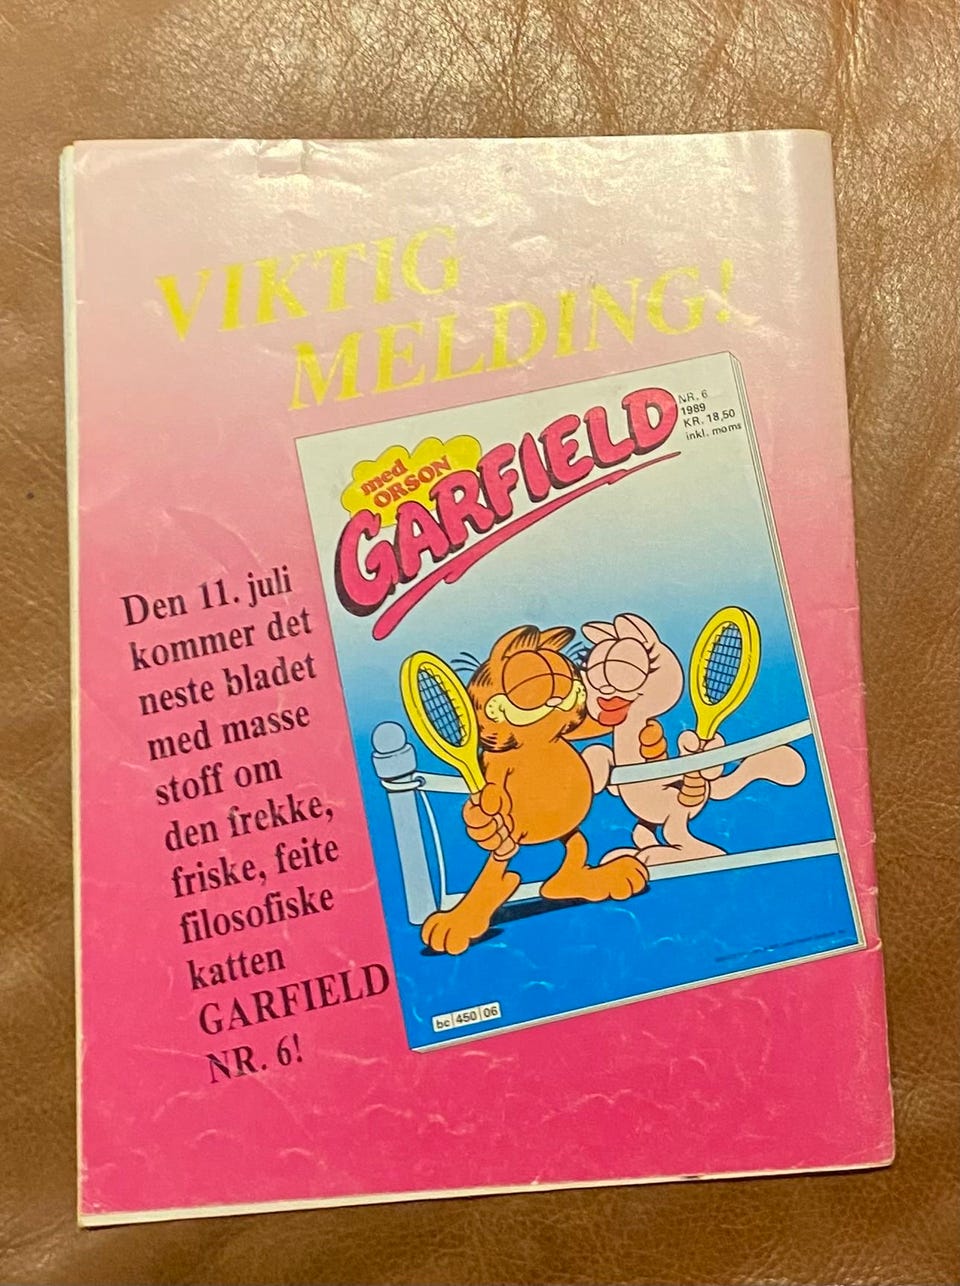 VIKTIG
MELDING!
med
ORSON
GARFIELD
NR. 6
1989
KR. 18,50
inkl. moms
Den 11. juli
kommer det
neste bladet
med masse
stoff om
den frekke,
friske, feite
filosofiske
katten
GARFIELD
NR. 6!
bc 450 06